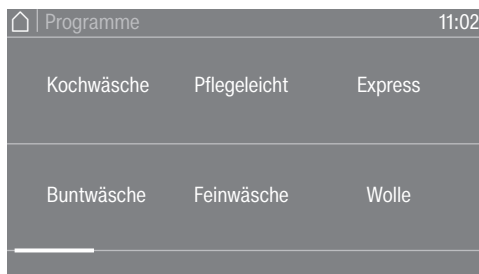 Programme 11:02
Kochwäsche Pflegeleicht Express
Buntwäsche Feinwäsche Wolle